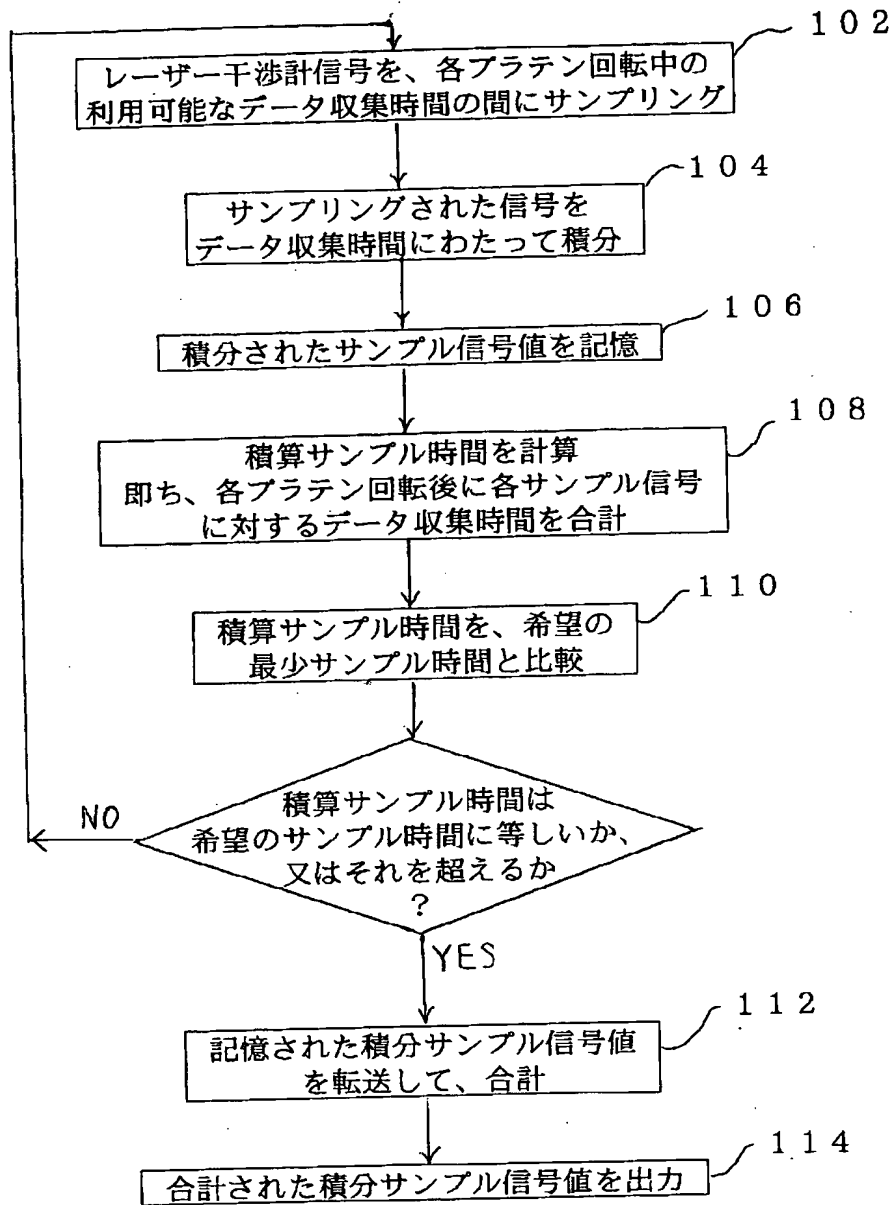 102
レーザー干渉計信号を、各プラテン回転中の
利用可能なデータ収集時間の間にサンプリング
104
サンプリングされた信号を
データ収集時間にわたって積分
106
積分されたサンプル信号値を記憶
108
積算サンプル時間を計算
即ち、各プラテン回転後に各サンプル信号
に対するデータ収集時間を合計
110
積算サンプル時間を、希望の
最少サンプル時間と比較
積算サンプル時間は
希望のサンプル時間に等しいか、
又はそれを超えるか
?
NO
YES
112
記憶された積分サンプル信号値
を転送して、合計
114
合計された積分サンプル信号値を出力